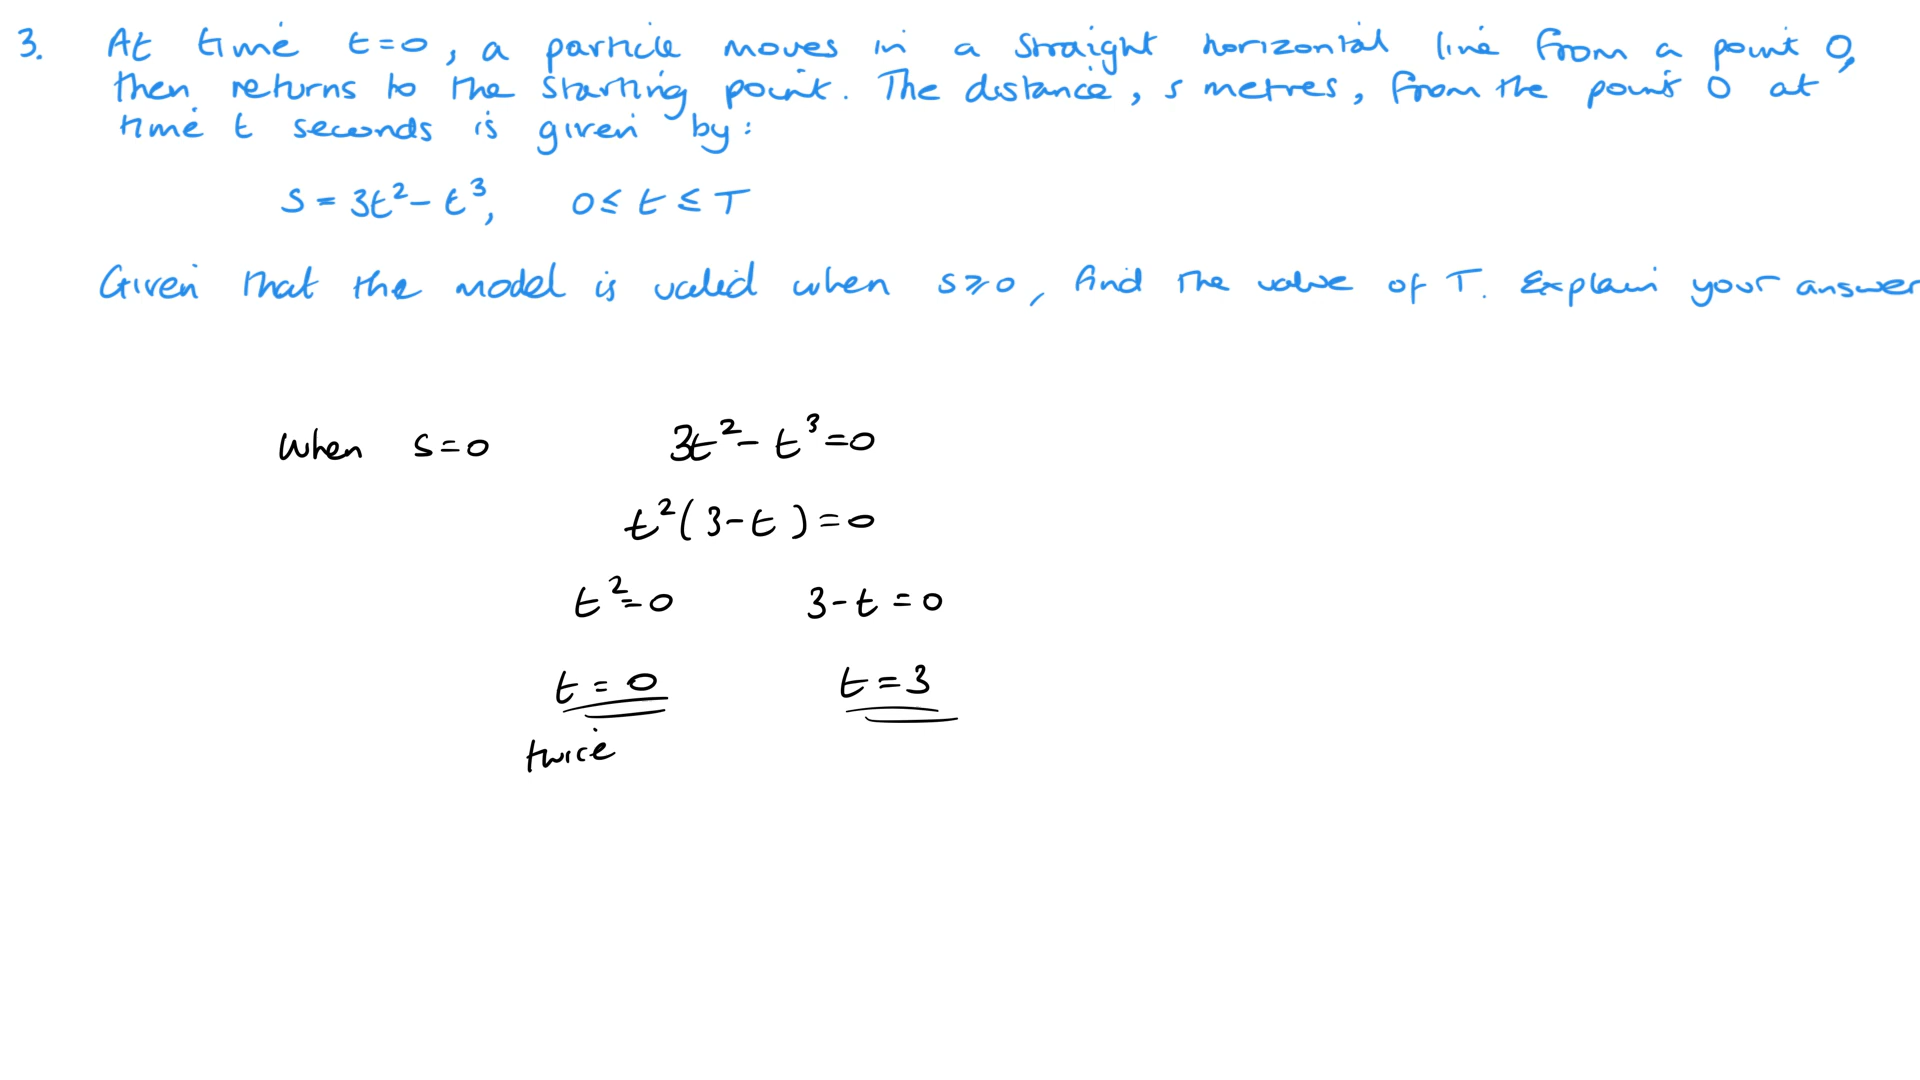 3. At time t=0, a particle moves in a straight horizontal line from a point O,
then returns to the starting point. The distance, s metres, from the point O at
time t seconds is given by:
s = 3t² - t³, 0 ≤ t ≤ T
Given that the model is valid when s ≥ 0, find the value of T. Explain your answer
When s=0 3t² - t³ = 0
t²(3-t) = 0
t² = 0 3-t = 0
t = 0 t = 3
twice